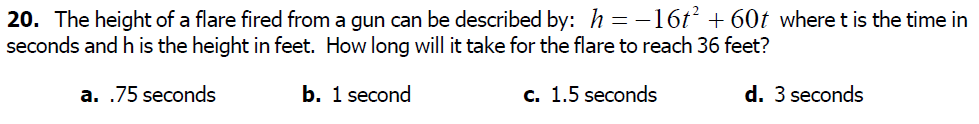 20. The height of a flare fired from a gun can be described by: h = −16t² + 60t where t is the time in
seconds and h is the height in feet. How long will it take for the flare to reach 36 feet?
a. .75 seconds b. 1 second c. 1.5 seconds d. 3 seconds